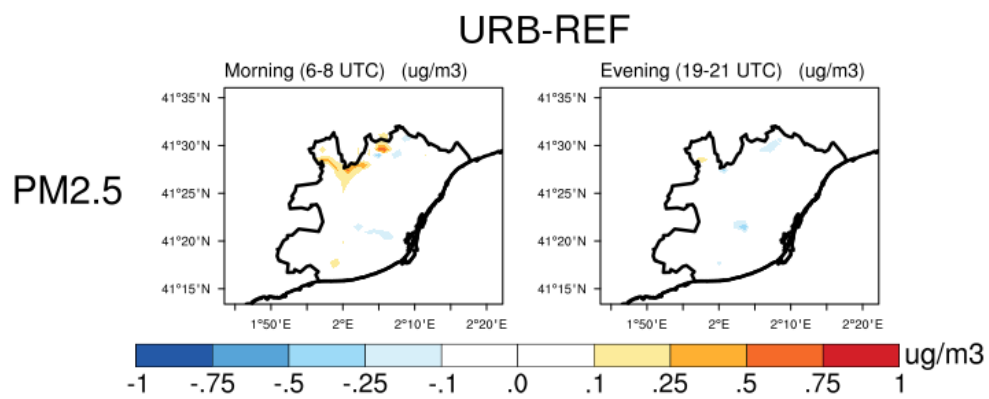 URB-REF
Morning (6-8 UTC) (ug/m3)
Evening (19-21 UTC) (ug/m3)
PM2.5
41°35'N
41°30'N
41°25'N
41°20'N
41°15'N
1°50'E 2°E 2°10'E 2°20'E
41°35'N
41°30'N
41°25'N
41°20'N
41°15'N
1°50'E 2°E 2°10'E 2°20'E
-1 -.75 -.5 -.25 -.1 .0 .1 .25 .5 .75 1 ug/m3